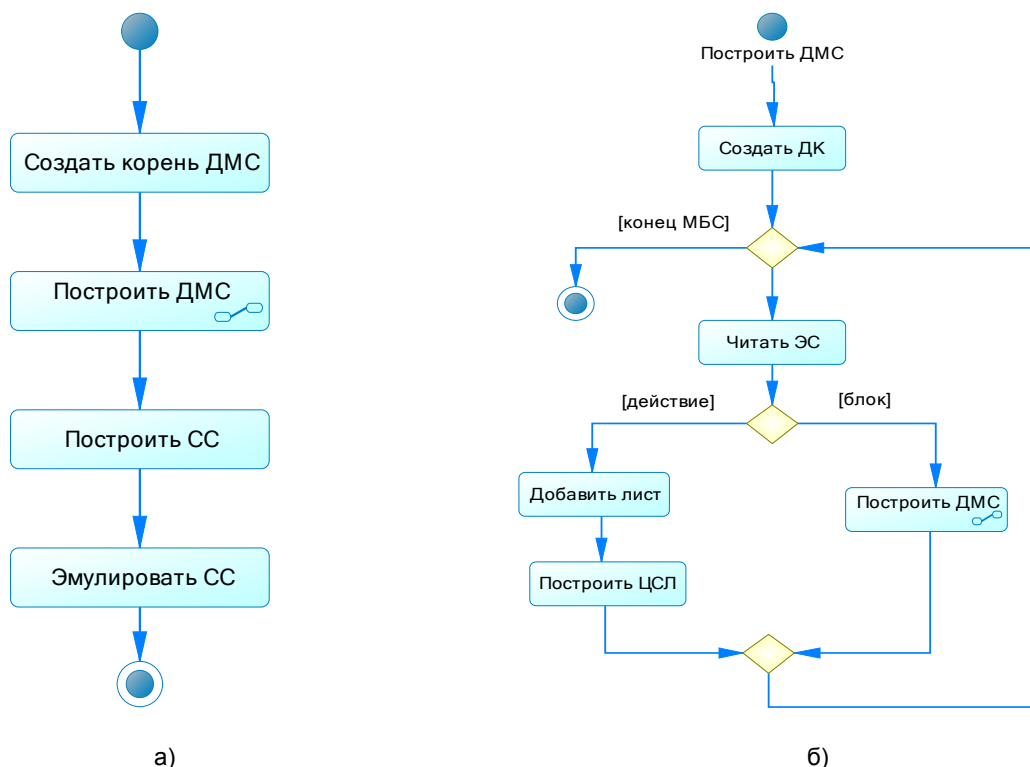 Создать корень ДМС
Построить ДМС
Построить СС
Эмулировать СС
а)
Построить ДМС
Создать ДК
[конец МБС]
Читать ЭС
[действие]
[блок]
Добавить лист
Построить ДМС
Построить ЦСЛ
б)